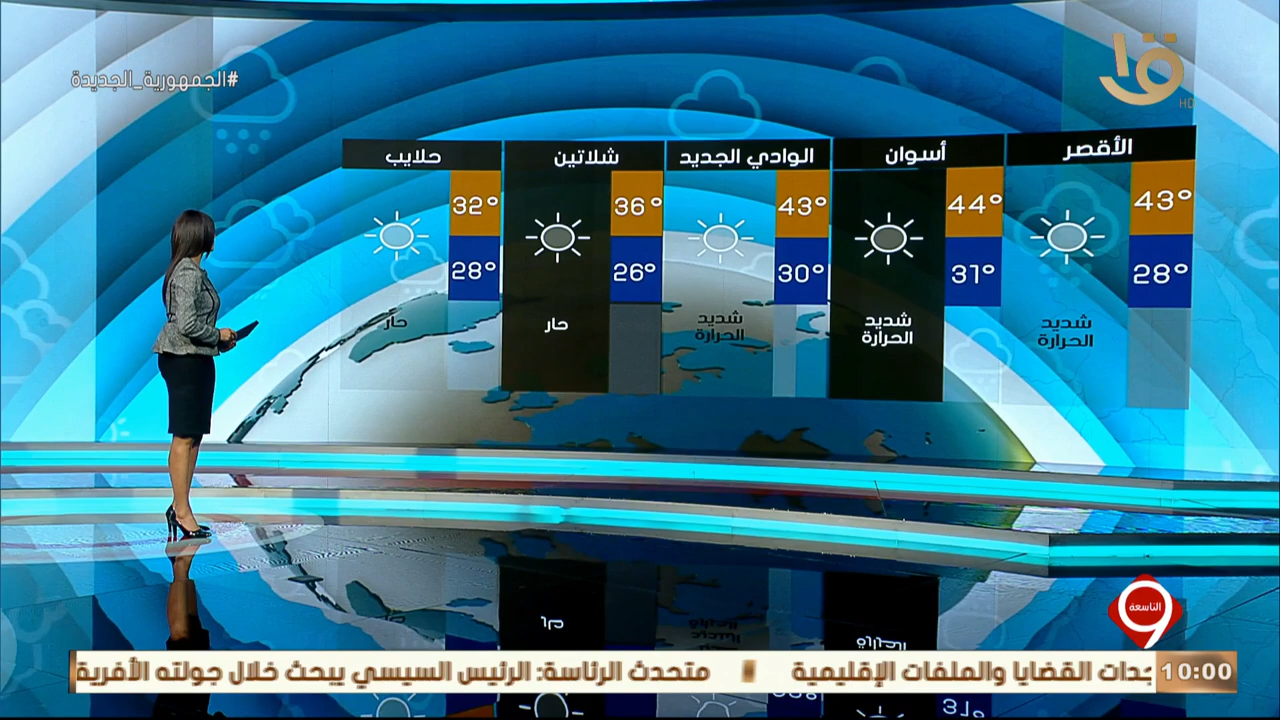 #الجمهورية_الجديدة
HD
الأقصر
43°
28°
شديد
الحرارة
أسوان
44°
31°
شديد
الحرارة
الوادي الجديد
43°
30°
شديد
الحرارة
شلاتين
36°
26°
حار
حلايب
32°
28°
حار
التاسعة
9
10:00
جدات القضايا والملفات الإقليمية
متحدث الرئاسة: الرئيس السيسي يبحث خلال جولته الأفريق